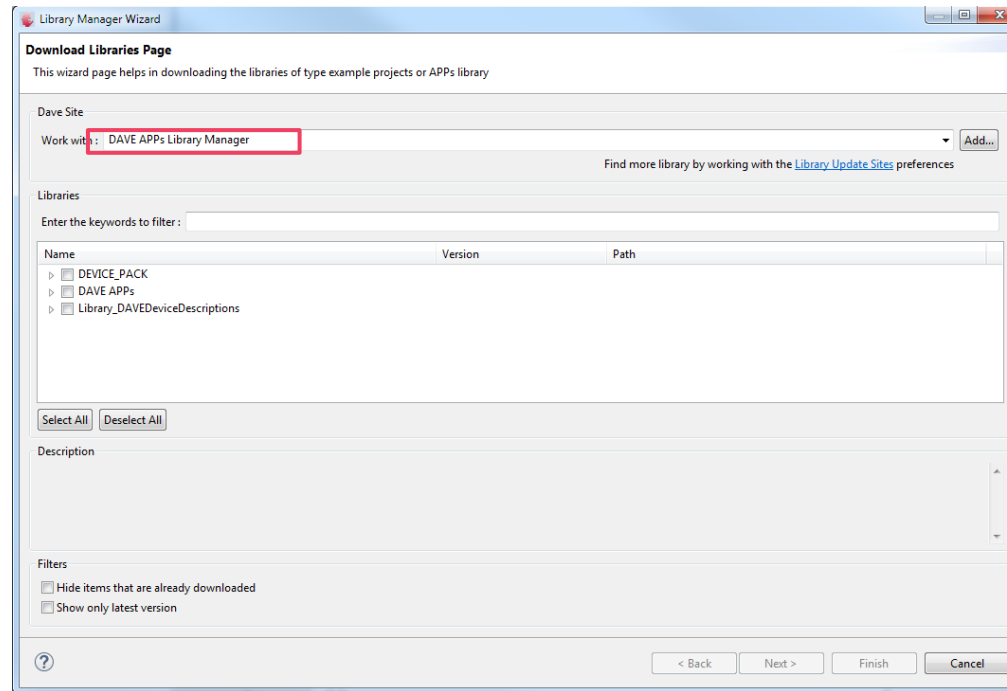 Library Manager Wizard
Download Libraries Page
This wizard page helps in downloading the libraries of type example projects or APPs library
Dave Site
Work with : DAVE APPs Library Manager Add...
Find more library by working with the Library Update Sites preferences
Libraries
Enter the keywords to filter :
Name Version Path
DEVICE_PACK
DAVE APPs
Library_DAVEDeviceDescriptions
Select All Deselect All
Description
Filters
Hide items that are already downloaded
Show only latest version
? < Back Next > Finish Cancel